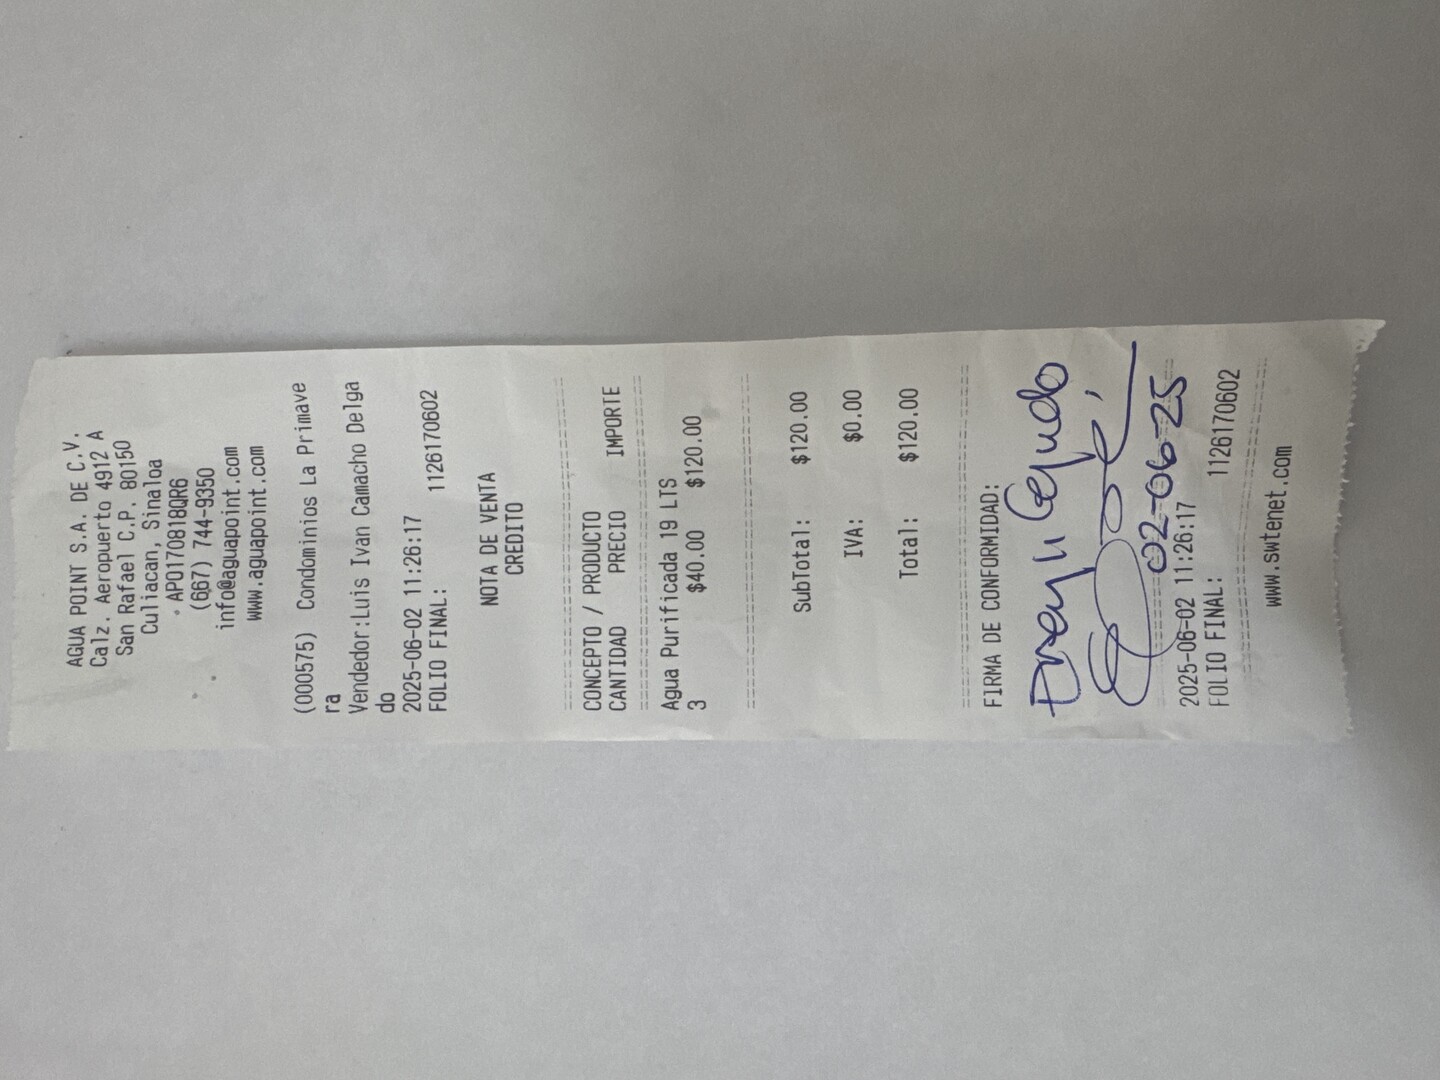 AGUA POINT S.A. DE C.V.
Calz. Aeropuerto 4912 A
San Rafael C.P. 80150
Culiacan, Sinaloa
APO170818QR6
(667) 744-9350
info@aguapoint.com
www.aguapoint.com
(000575) Condominios La Primave
ra
Vendedor:Luis Ivan Camacho Delga
do
2025-06-02 11:26:17
FOLIO FINAL: 1126170602
NOTA DE VENTA
CREDITO
CONCEPTO / PRODUCTO
CANTIDAD PRECIO IMPORTE
Agua Purificada 19 LTS
3 $40.00 $120.00
SubTotal: $120.00
IVA: $0.00
Total: $120.00
FIRMA DE CONFORMIDAD:
02-06-25
2025-06-02 11:26:17
FOLIO FINAL: 1126170602
www.swtenet.com